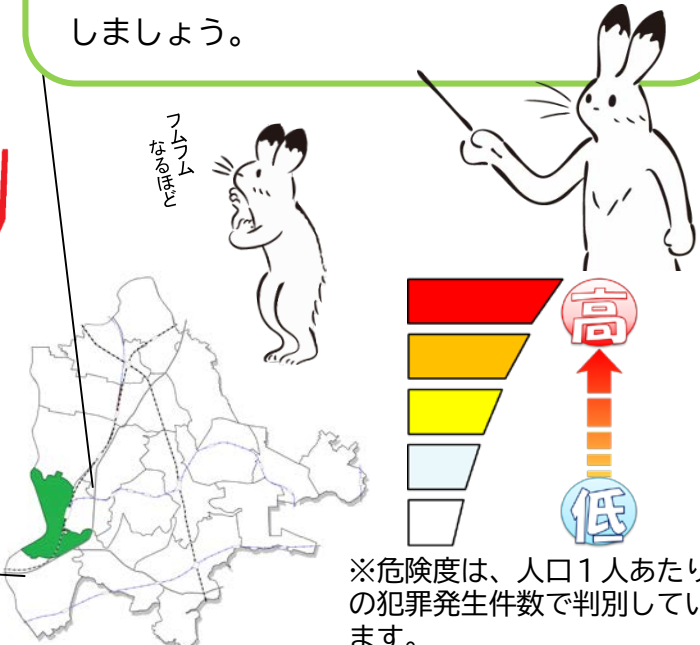 しましょう。
フムフム
なるほど
高
低
※危険度は、人口１人あたり
の犯罪発生件数で判別してい
ます。